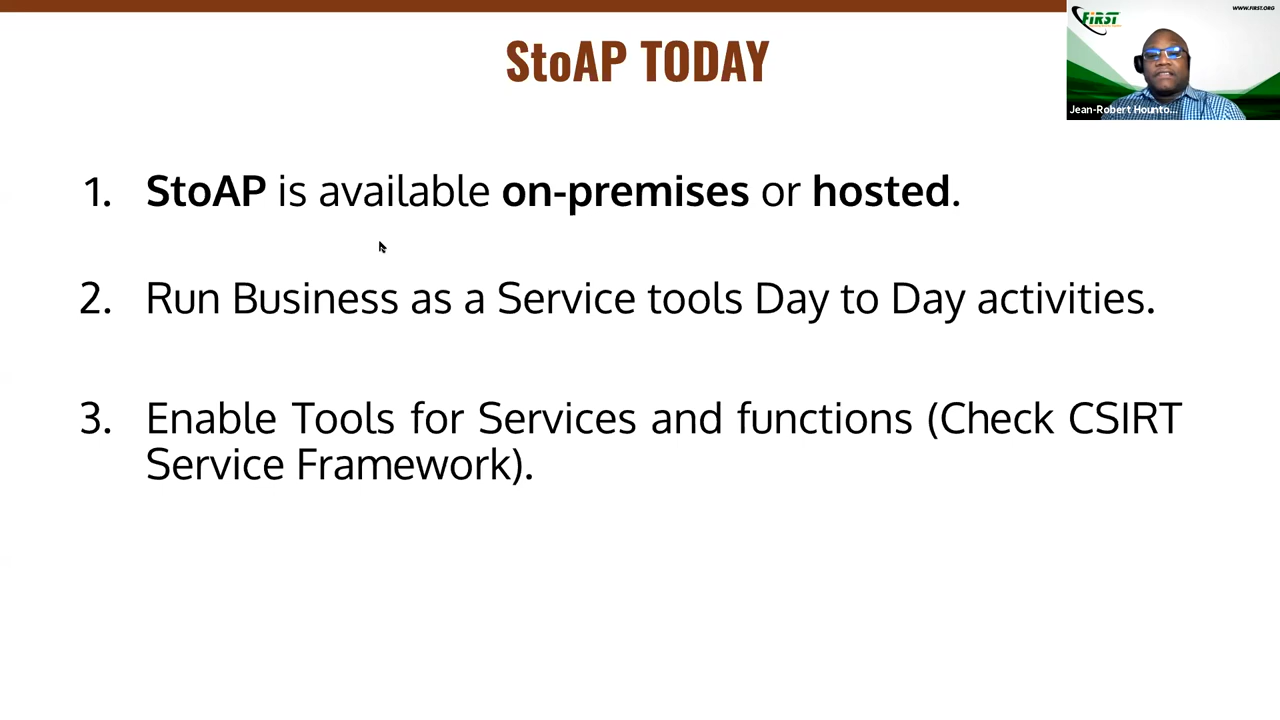 StoAP TODAY
FIRST
WWW.FIRST.ORG
Jean-Robert Hounto...
1. StoAP is available on-premises or hosted.
2. Run Business as a Service tools Day to Day activities.
3. Enable Tools for Services and functions (Check CSIRT
Service Framework).